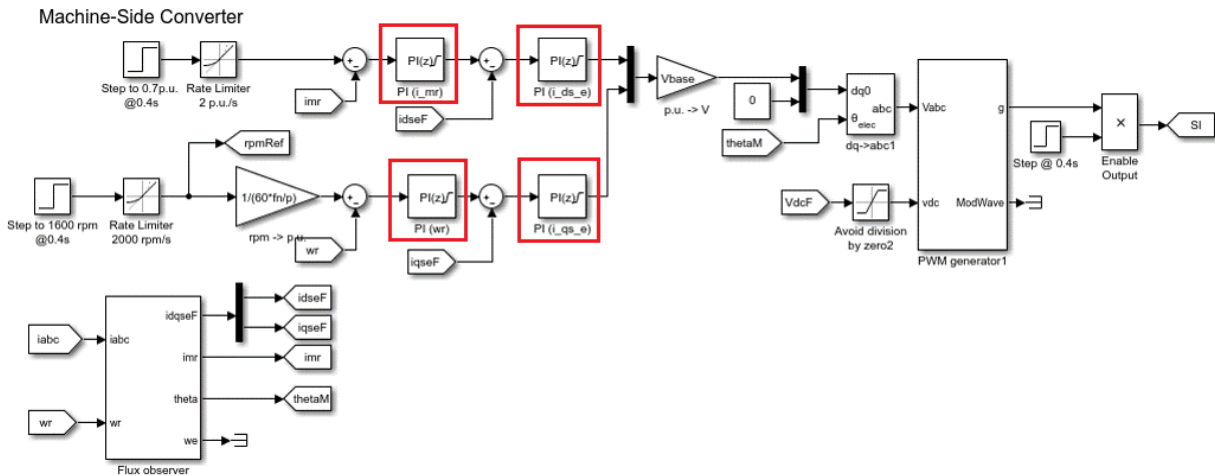 Machine-Side Converter
Step to 0.7p.u.
@0.4s
Rate Limiter
2 p.u./s
imr
+
-
PI(z)
PI (i_mr)
idseF
+
-
PI(z)
PI (i_ds_e)
Vbase
p.u. -> V
0
thetaM
dq0
θelec
abc
dq->abc1
Vabc
g
vdc
ModWave
PWM generator1
Step @ 0.4s
×
Enable
Output
SI
VdcF
Avoid division
by zero2
rpmRef
Step to 1600 rpm
@0.4s
Rate Limiter
2000 rpm/s
1/(60*fn/p)
rpm -> p.u.
wr
+
-
PI(z)
PI (wr)
iqseF
+
-
PI(z)
PI (i_qs_e)
iabc
wr
iabc
wr
idqseF
imr
theta
we
Flux observer
idseF
iqseF
imr
thetaM